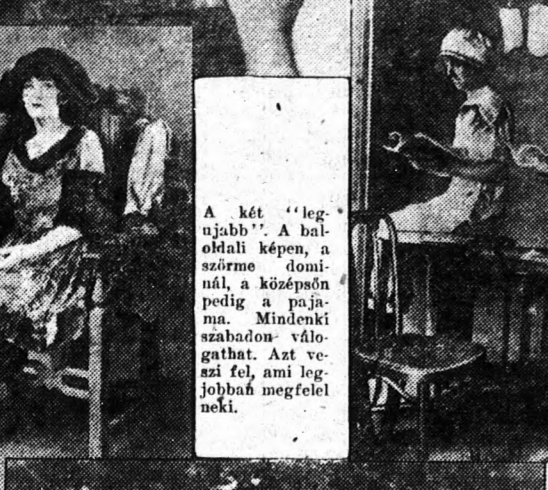 A két "leg-
ujabb". A bal-
oldali képen, a
szőrme domi-
nál, a középsőn
pedig a paja-
ma. Mindenki
szabadon válo-
gathat. Azt ve-
szi fel, ami leg-
jobban megfelel
neki.